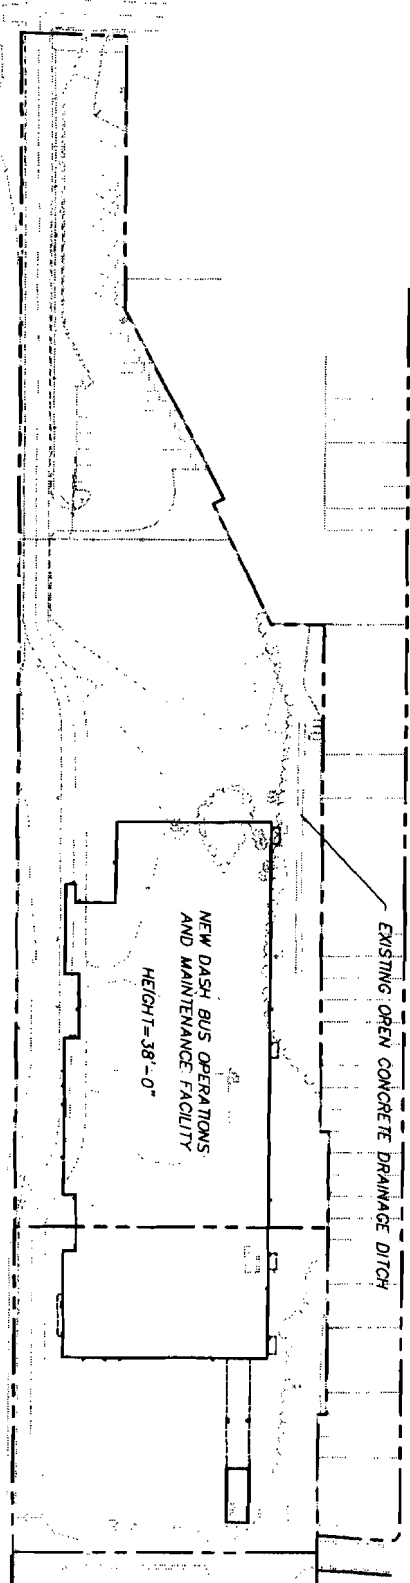 EXISTING OPEN CONCRETE DRAINAGE DITCH
NEW DASH BUS OPERATIONS
AND MAINTENANCE FACILITY
HEIGHT=38'-0"